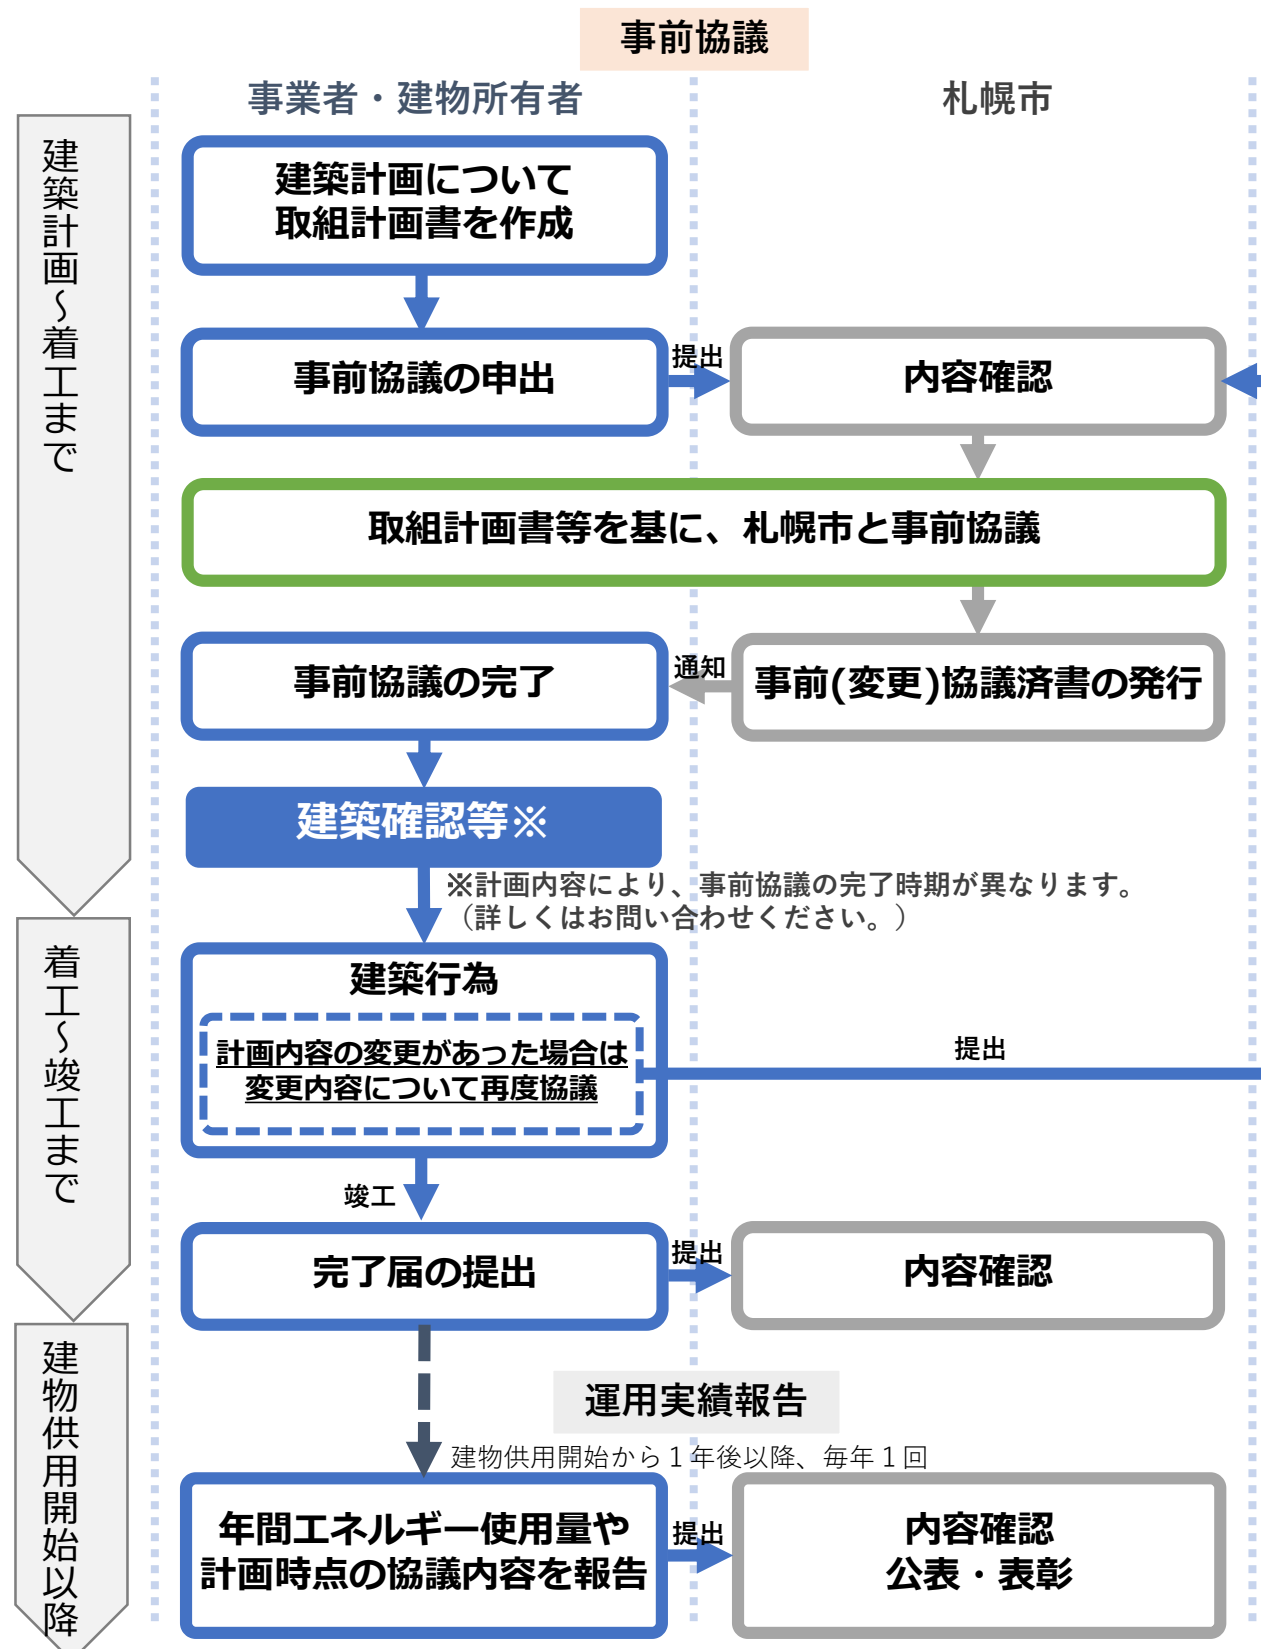 事前協議
事業者・建物所有者
札幌市
建築計画～着工まで
建築計画について
取組計画書を作成
事前協議の申出
提出
内容確認
取組計画書等を基に、札幌市と事前協議
事前協議の完了
通知
事前(変更)協議済書の発行
建築確認等※
※計画内容により、事前協議の完了時期が異なります。
（詳しくはお問い合わせください。）
着工～竣工まで
建築行為
計画内容の変更があった場合は
変更内容について再度協議
提出
竣工
完了届の提出
提出
内容確認
建物供用開始以降
運用実績報告
建物供用開始から１年後以降、毎年１回
年間エネルギー使用量や
計画時点の協議内容を報告
提出
内容確認
公表・表彰